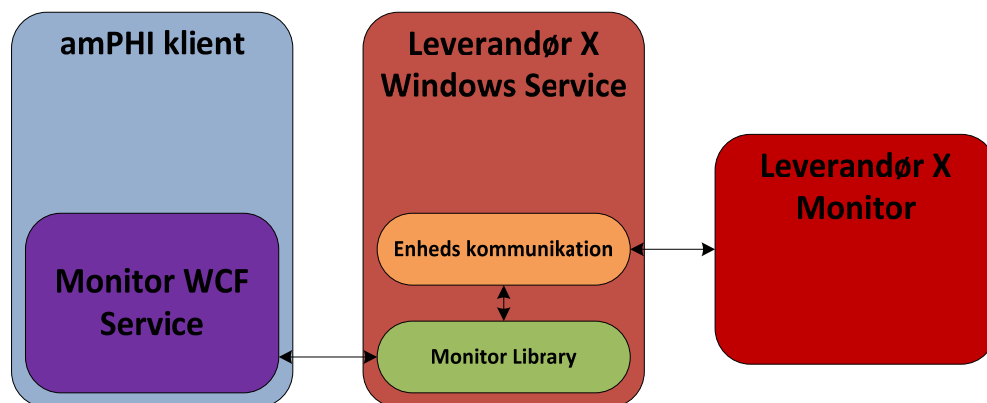 amPHI klient
Monitor WCF
Service
Leverandør X
Windows Service
Enheds kommunikation
Monitor Library
Leverandør X
Monitor